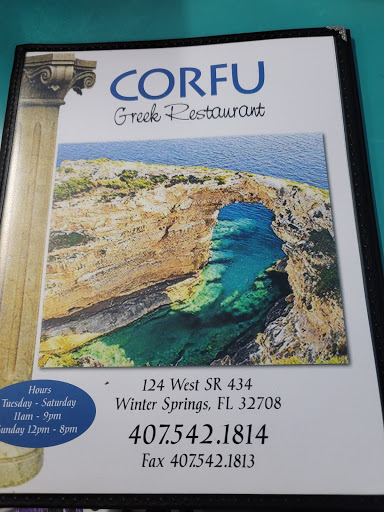 CORFU
Greek Restaurant
Hours
Tuesday - Saturday
11am - 9pm
Sunday 12pm - 8pm
124 West SR 434
Winter Springs, FL 32708
407.542.1814
Fax 407.542.1813